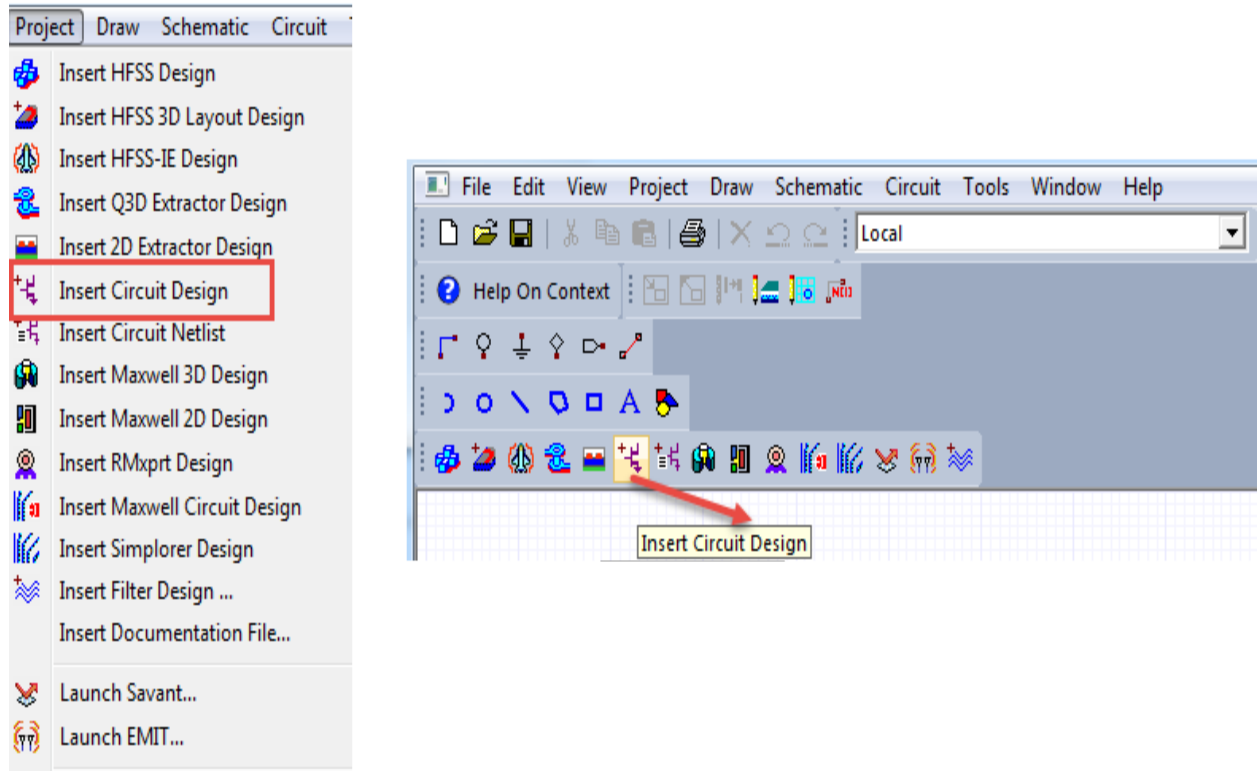 Project Draw Schematic Circuit
Insert HFSS Design
Insert HFSS 3D Layout Design
Insert HFSS-IE Design
Insert Q3D Extractor Design
Insert 2D Extractor Design
Insert Circuit Design
Insert Circuit Netlist
Insert Maxwell 3D Design
Insert Maxwell 2D Design
Insert RMxprt Design
Insert Maxwell Circuit Design
Insert Simplorer Design
Insert Filter Design ...
Insert Documentation File...
Launch Savant...
Launch EMIT...
File Edit View Project Draw Schematic Circuit Tools Window Help
Local
Help On Context
A
Insert Circuit Design